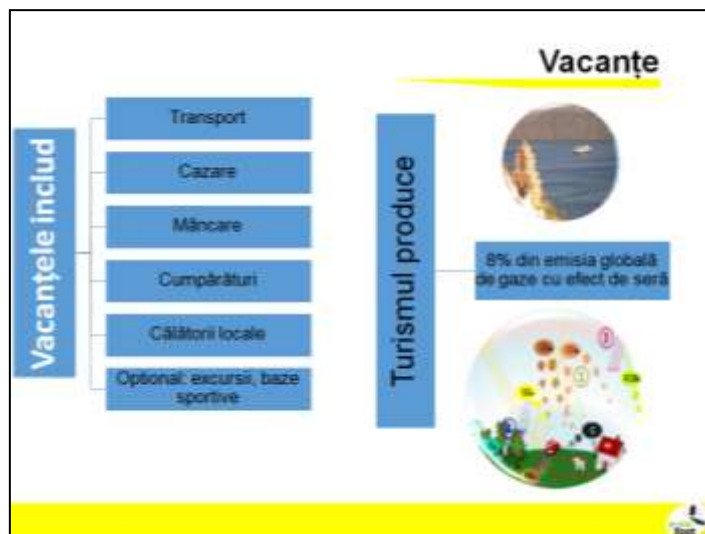 Vacanțe
Vacanțele includ
Transport
Cazare
Mâncare
Cumpărături
Călătorii locale
Optional: excursii, baze
sportive
Turismul produce
8% din emisia globală
de gaze cu efect de seră